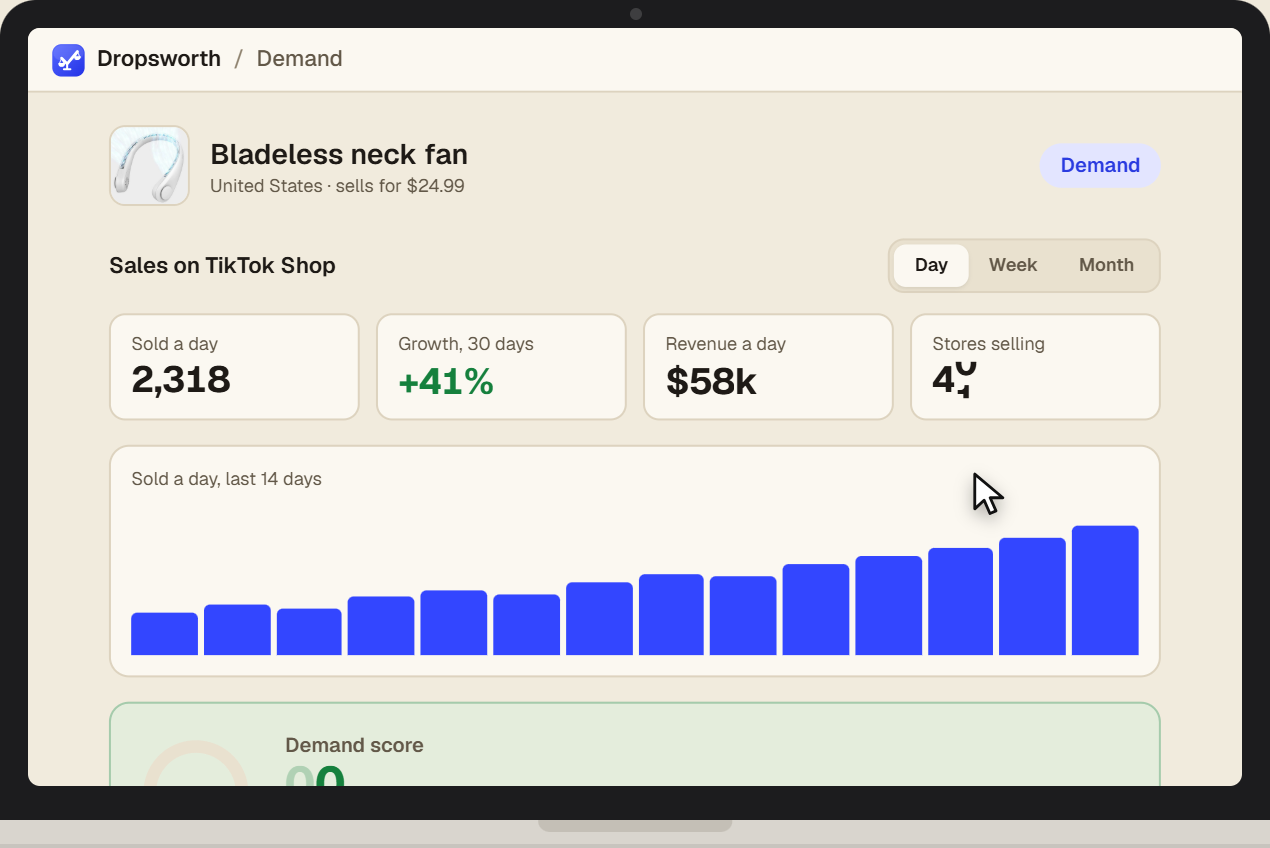 Dropsworth / Demand
Bladeless neck fan
United States · sells for $24.99
Demand
Sales on TikTok Shop
Day Week Month
Sold a day
2,318
Growth, 30 days
+41%
Revenue a day
$58k
Stores selling
Sold a day, last 14 days
Demand score